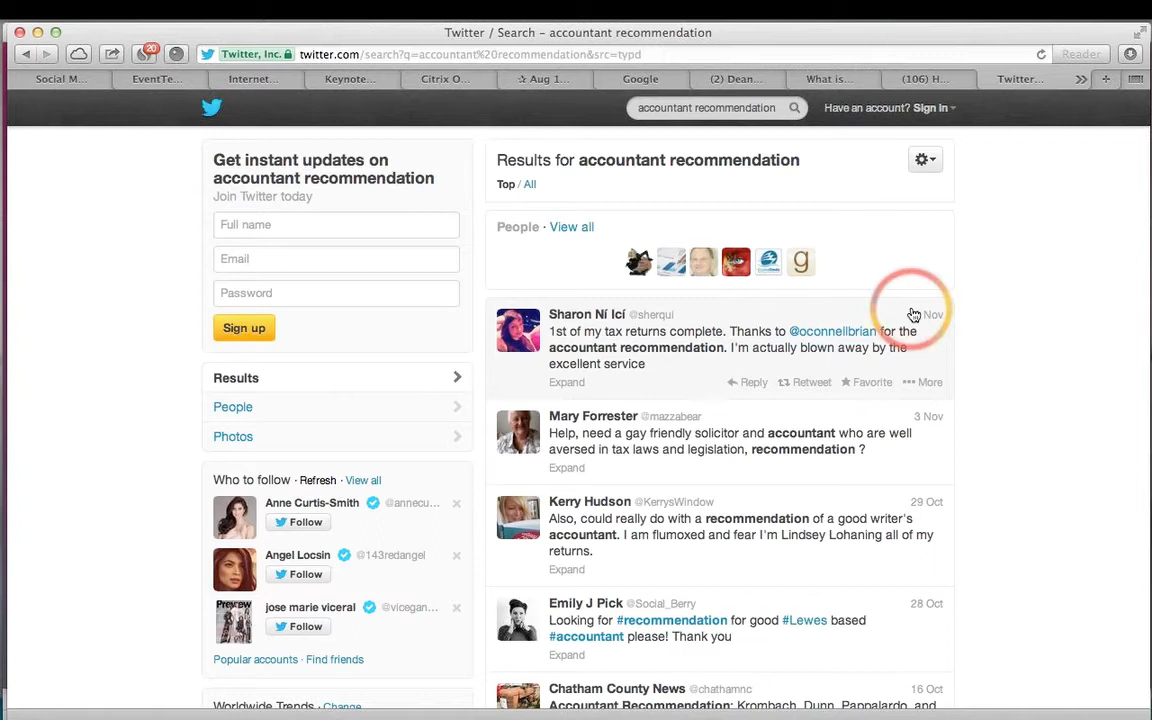 Twitter / Search – accountant recommendation
20
Twitter, Inc.
twitter.com/search?q=accountant%20recommendation&src=typd
Reader
Social M...
EventTe...
Internet...
Keynote...
Citrix O...
☆ Aug 1...
Google
(2) Dean...
What is...
(106) H...
Twitter...
accountant recommendation
Have an account? Sign in
Get instant updates on
accountant recommendation
Join Twitter today
Full name
Email
Password
Sign up
Results
People
Photos
Who to follow · Refresh · View all
Anne Curtis-Smith @annecu...
Follow
Angel Locsin @143redangel
Follow
jose marie viceral @vicegan...
Follow
Popular accounts · Find friends
Worldwide Trends · Change
Results for accountant recommendation
Top / All
People · View all
Sharon Ní Icí @sherqui
Nov
1st of my tax returns complete. Thanks to @oconnellbrian for the
accountant recommendation. I'm actually blown away by the
excellent service
Expand
Reply
Retweet
Favorite
More
Mary Forrester @mazzabear
3 Nov
Help, need a gay friendly solicitor and accountant who are well
aversed in tax laws and legislation, recommendation ?
Expand
Kerry Hudson @KerrysWindow
29 Oct
Also, could really do with a recommendation of a good writer's
accountant. I am flumoxed and fear I'm Lindsey Lohaning all of my
returns.
Expand
Emily J Pick @Social_Berry
28 Oct
Looking for #recommendation for good #Lewes based
#accountant please! Thank you
Expand
Chatham County News @chathamnc
16 Oct
Accountant Recommendation: Krombach, Dunn, Pappalardo, and